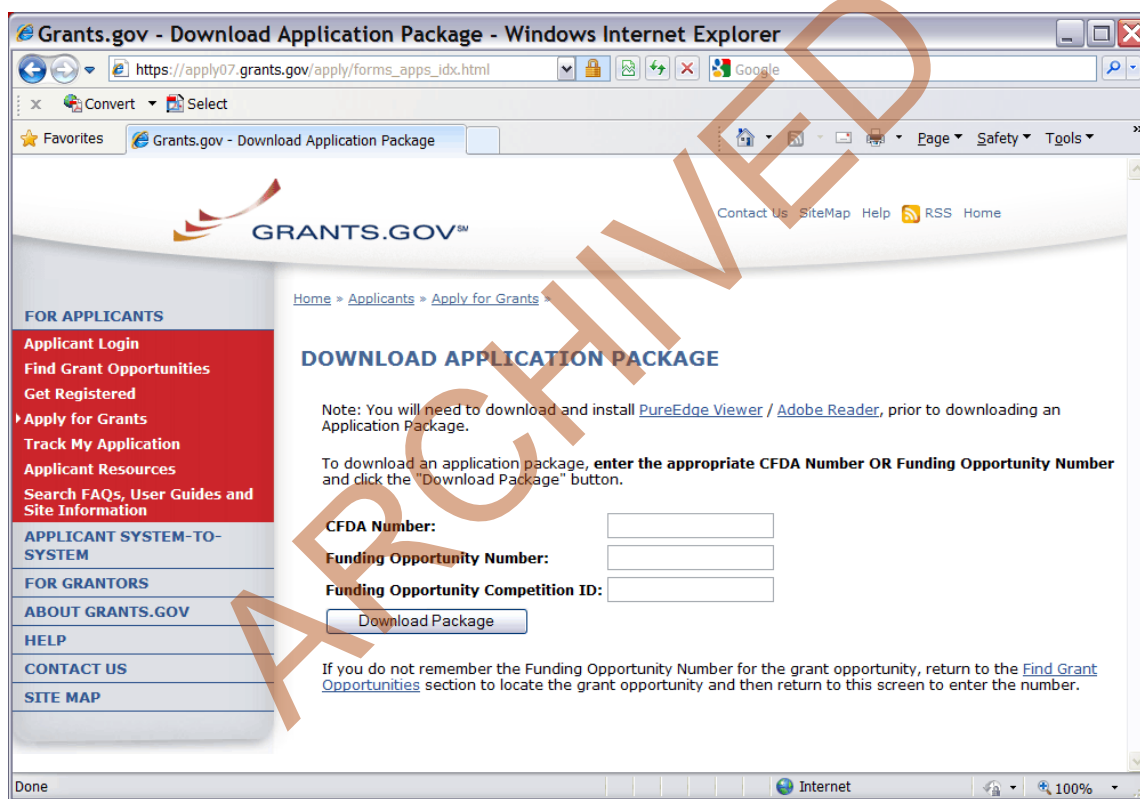 Grants.gov - Download Application Package - Windows Internet Explorer
https://apply07.grants.gov/apply/forms_apps_idx.html
Google
x Convert Select
Favorites
Grants.gov - Download Application Package
Page Safety Tools »
GRANTS.GOV℠
Contact Us SiteMap Help RSS Home
FOR APPLICANTS
Applicant Login
Find Grant Opportunities
Get Registered
Apply for Grants
Track My Application
Applicant Resources
Search FAQs, User Guides and
Site Information
APPLICANT SYSTEM-TO-
SYSTEM
FOR GRANTORS
ABOUT GRANTS.GOV
HELP
CONTACT US
SITE MAP
Home » Applicants » Apply for Grants »
DOWNLOAD APPLICATION PACKAGE
Note: You will need to download and install PureEdge Viewer / Adobe Reader, prior to downloading an
Application Package.
To download an application package, enter the appropriate CFDA Number OR Funding Opportunity Number
and click the "Download Package" button.
CFDA Number:
Funding Opportunity Number:
Funding Opportunity Competition ID:
Download Package
If you do not remember the Funding Opportunity Number for the grant opportunity, return to the Find Grant
Opportunities section to locate the grant opportunity and then return to this screen to enter the number.
ARCHIVED
Done
Internet
100%